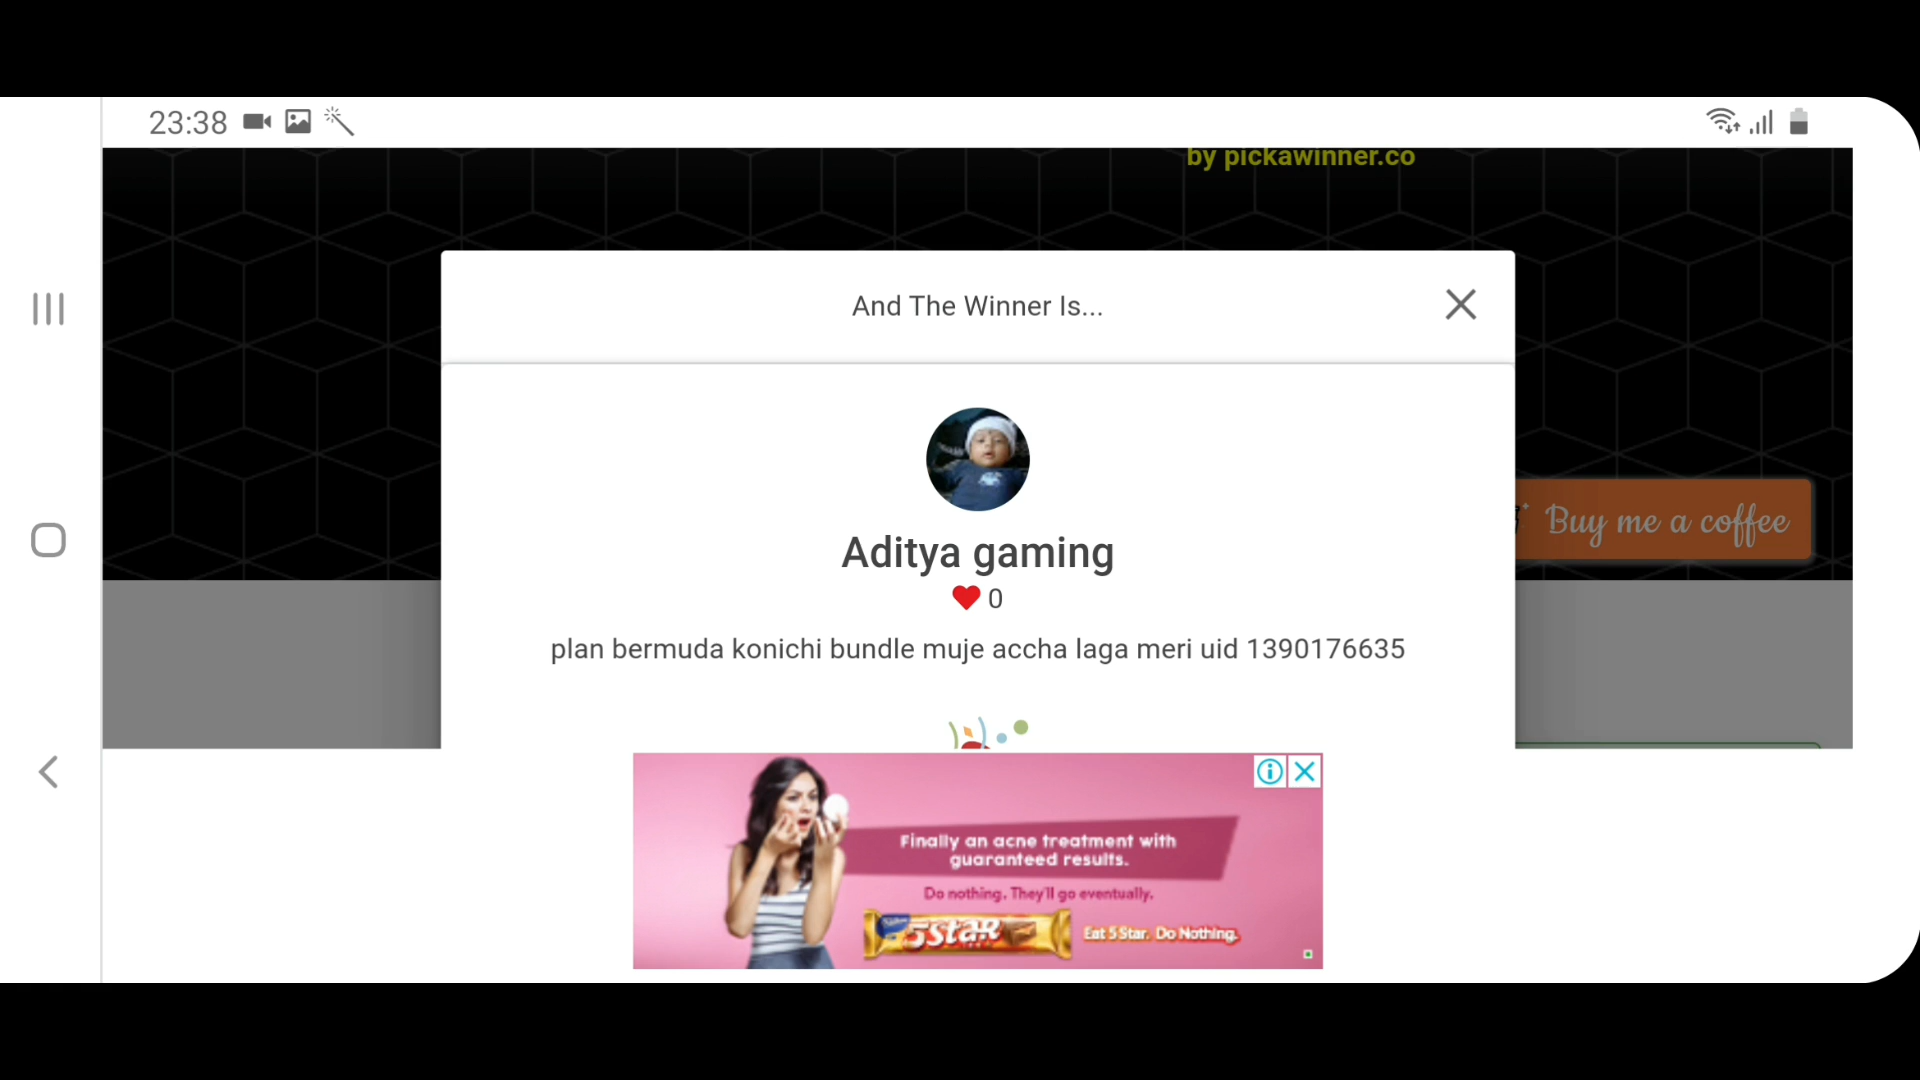 23:38
by pickawinner.co
And The Winner Is...
Aditya gaming
0
plan bermuda konichi bundle muje accha laga meri uid 1390176635
Buy me a coffee
Finally an acne treatment with
guaranteed results.
Do nothing. They'll go eventually.
5STAR
Eat 5 Star. Do Nothing.